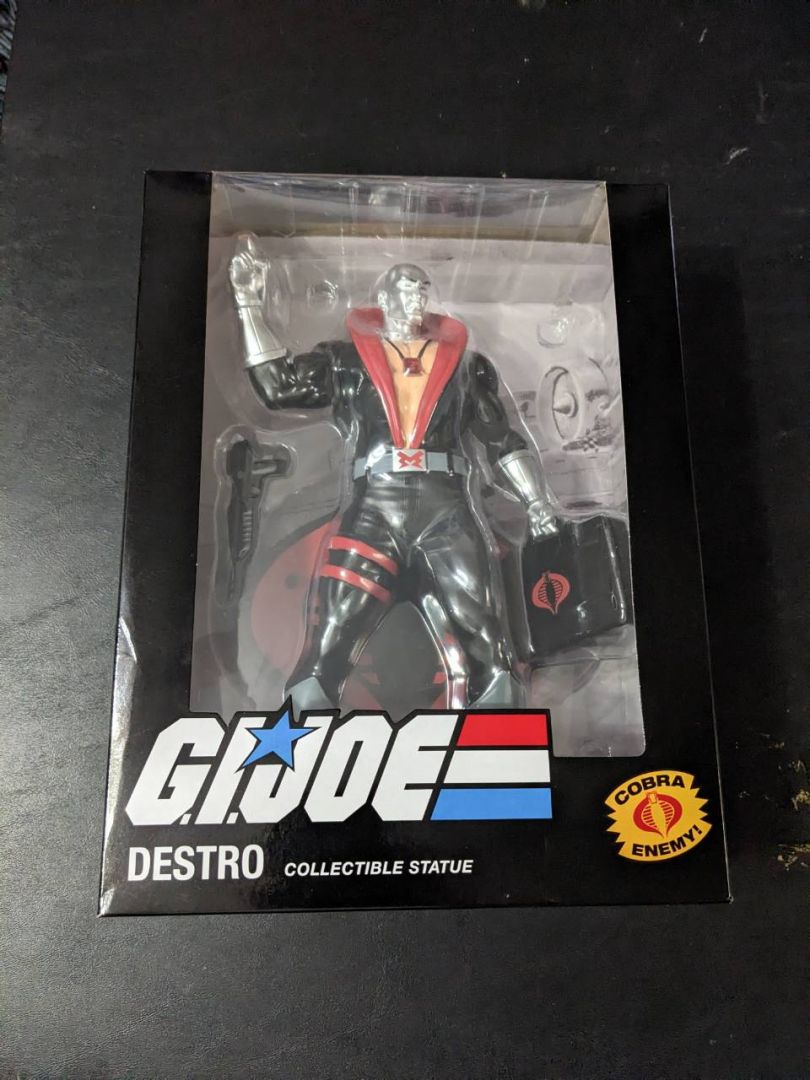 G.I.JOE
DESTRO COLLECTIBLE STATUE
COBRA
ENEMY!